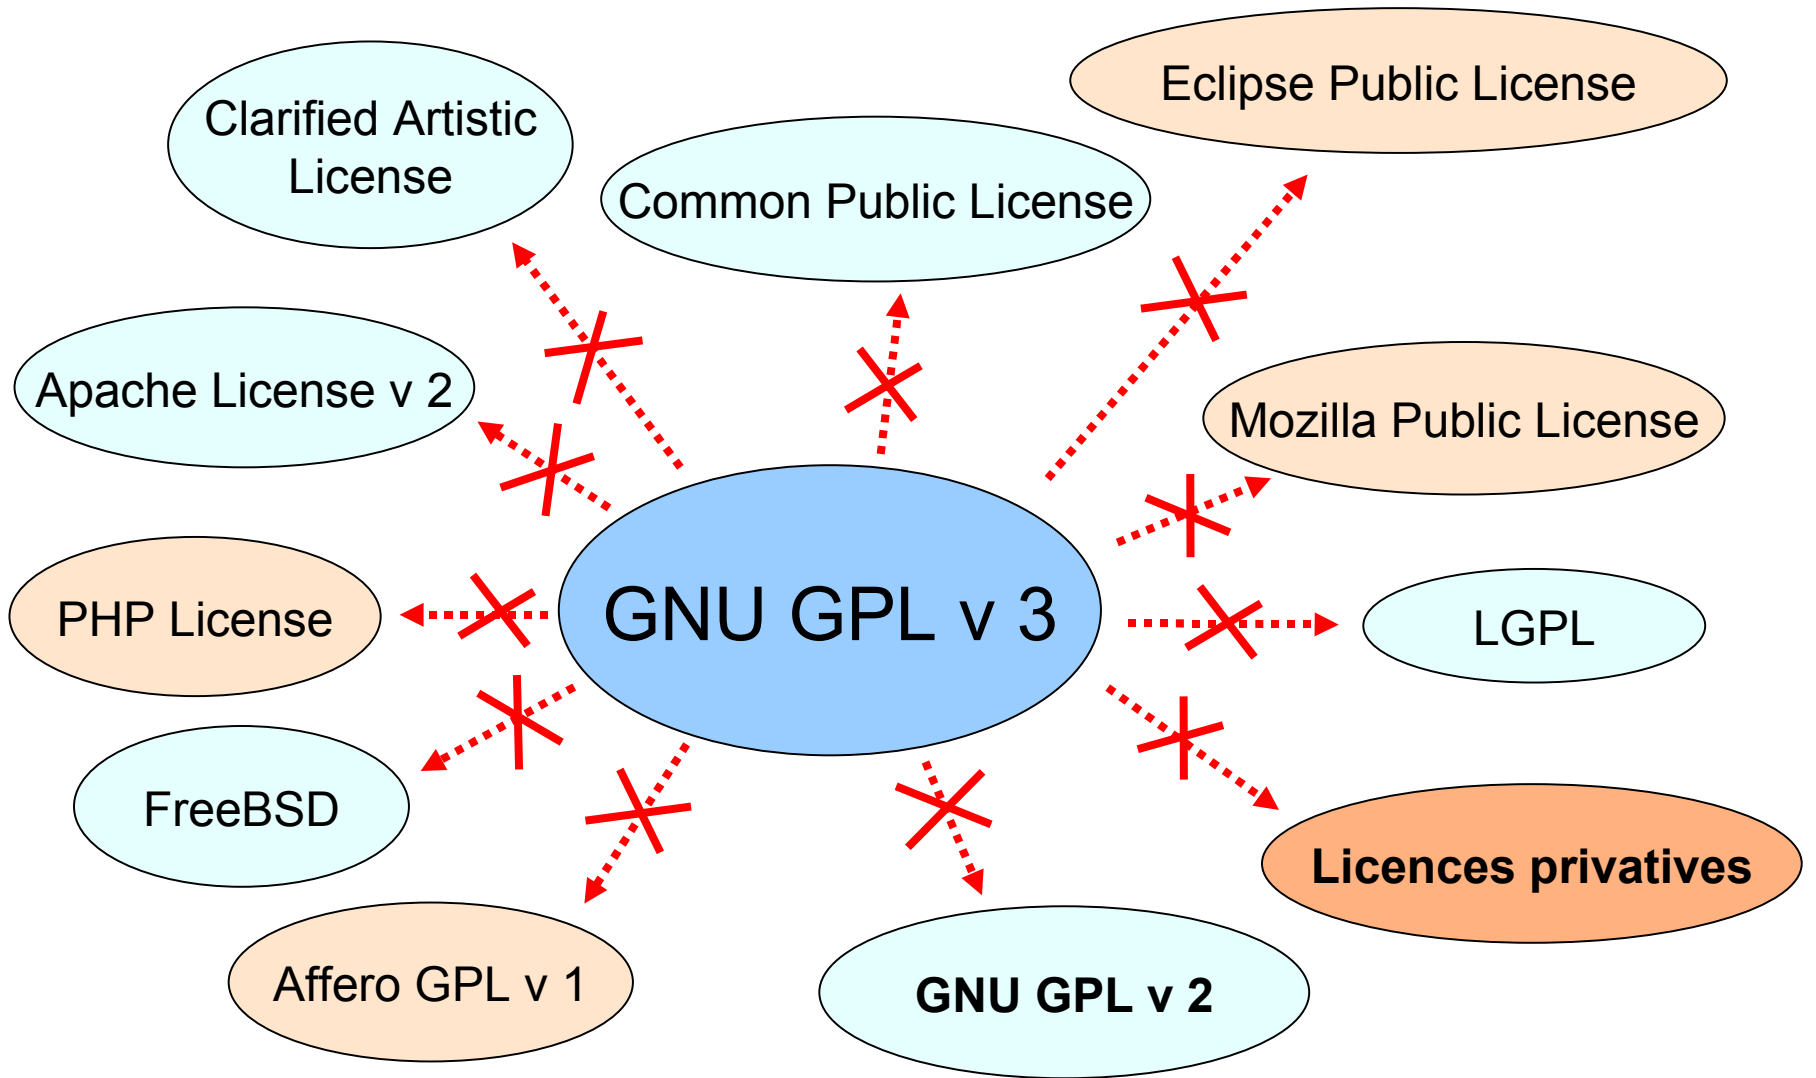 Eclipse Public License
Clarified Artistic
License
Common Public License
Apache License v 2
Mozilla Public License
PHP License
GNU GPL v 3
LGPL
FreeBSD
Licences privatives
Affero GPL v 1
GNU GPL v 2